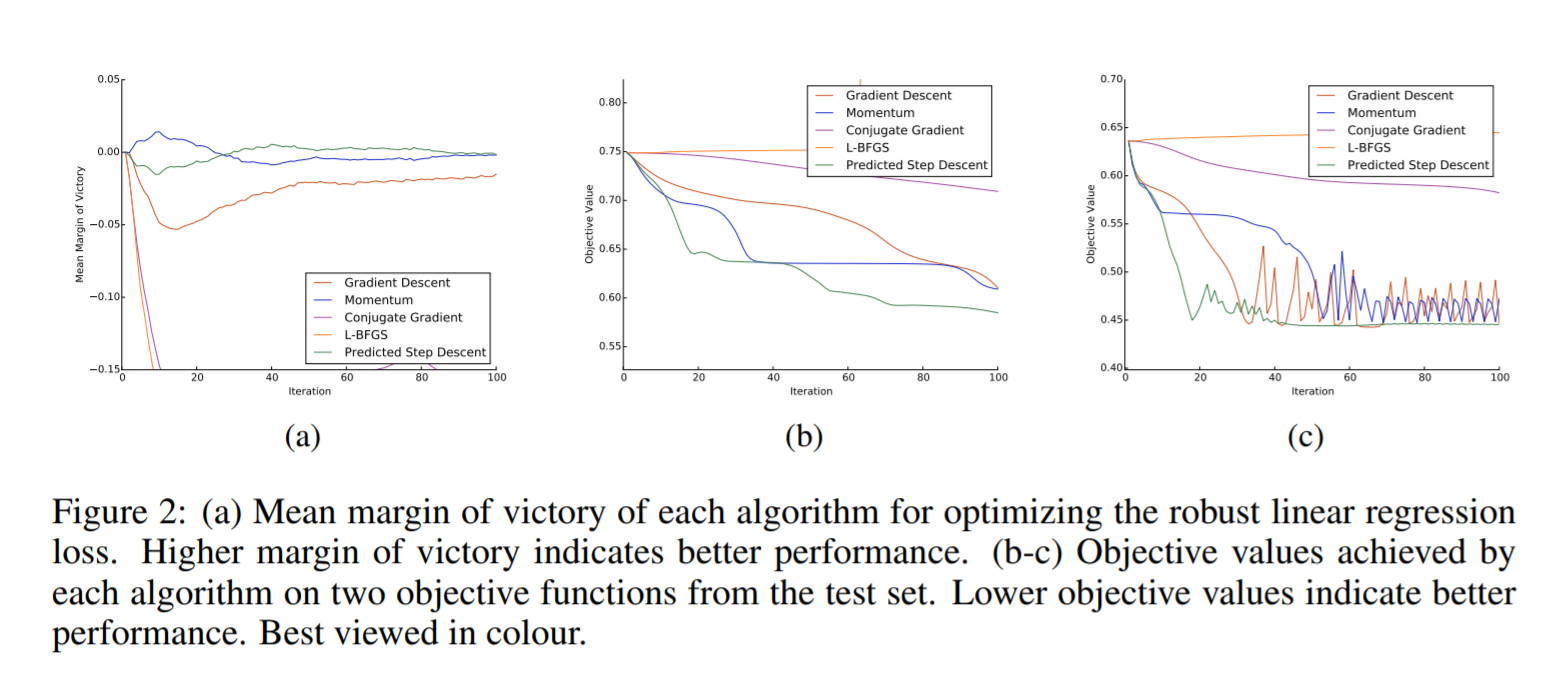 0.05
0.00
−0.05
−0.10
−0.15
Mean Margin of Victory
0 20 40 60 80 100
Iteration
Gradient Descent
Momentum
Conjugate Gradient
L-BFGS
Predicted Step Descent
(a)
0.80
0.75
0.70
0.65
0.60
0.55
Objective Value
0 20 40 60 80 100
Iteration
Gradient Descent
Momentum
Conjugate Gradient
L-BFGS
Predicted Step Descent
(b)
0.70
0.65
0.60
0.55
0.50
0.45
0.40
Objective Value
0 20 40 60 80 100
Iteration
Gradient Descent
Momentum
Conjugate Gradient
L-BFGS
Predicted Step Descent
(c)
Figure 2: (a) Mean margin of victory of each algorithm for optimizing the robust linear regression
loss. Higher margin of victory indicates better performance. (b-c) Objective values achieved by
each algorithm on two objective functions from the test set. Lower objective values indicate better
performance. Best viewed in colour.